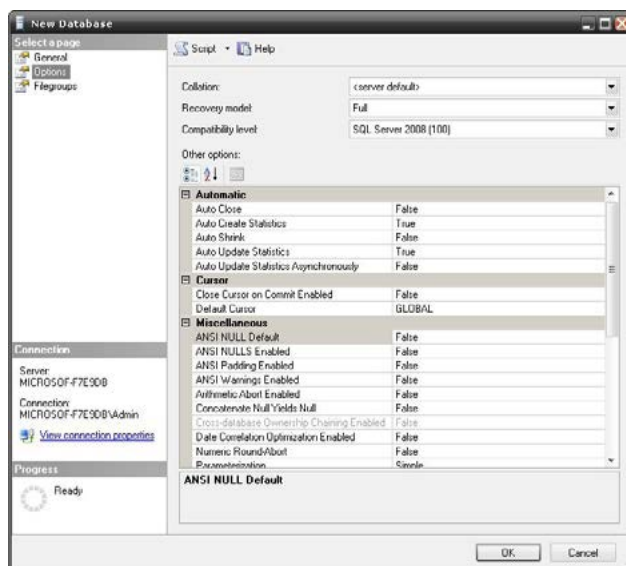 New Database
Select a page
General
Options
Filegroups
Script
Help
Collation:
<server default>
Recovery model:
Full
Compatibility level:
SQL Server 2008 (100)
Other options:
Automatic
Auto Close False
Auto Create Statistics True
Auto Shrink False
Auto Update Statistics True
Auto Update Statistics Asynchronously False
Cursor
Close Cursor on Commit Enabled False
Default Cursor GLOBAL
Miscellaneous
ANSI NULL Default False
ANSI NULLS Enabled False
ANSI Padding Enabled False
ANSI Warnings Enabled False
Arithmetic Abort Enabled False
Concatenate Null Yields Null False
Cross-database Ownership Chaining Enabled False
Date Correlation Optimization Enabled False
Numeric Round-Abort False
Parameterization Simple
ANSI NULL Default
Connection
Server:
MICROSOF-F7E9DB
Connection:
MICROSOF-F7E9DB\Admin
View connection properties
Progress
Ready
OK
Cancel